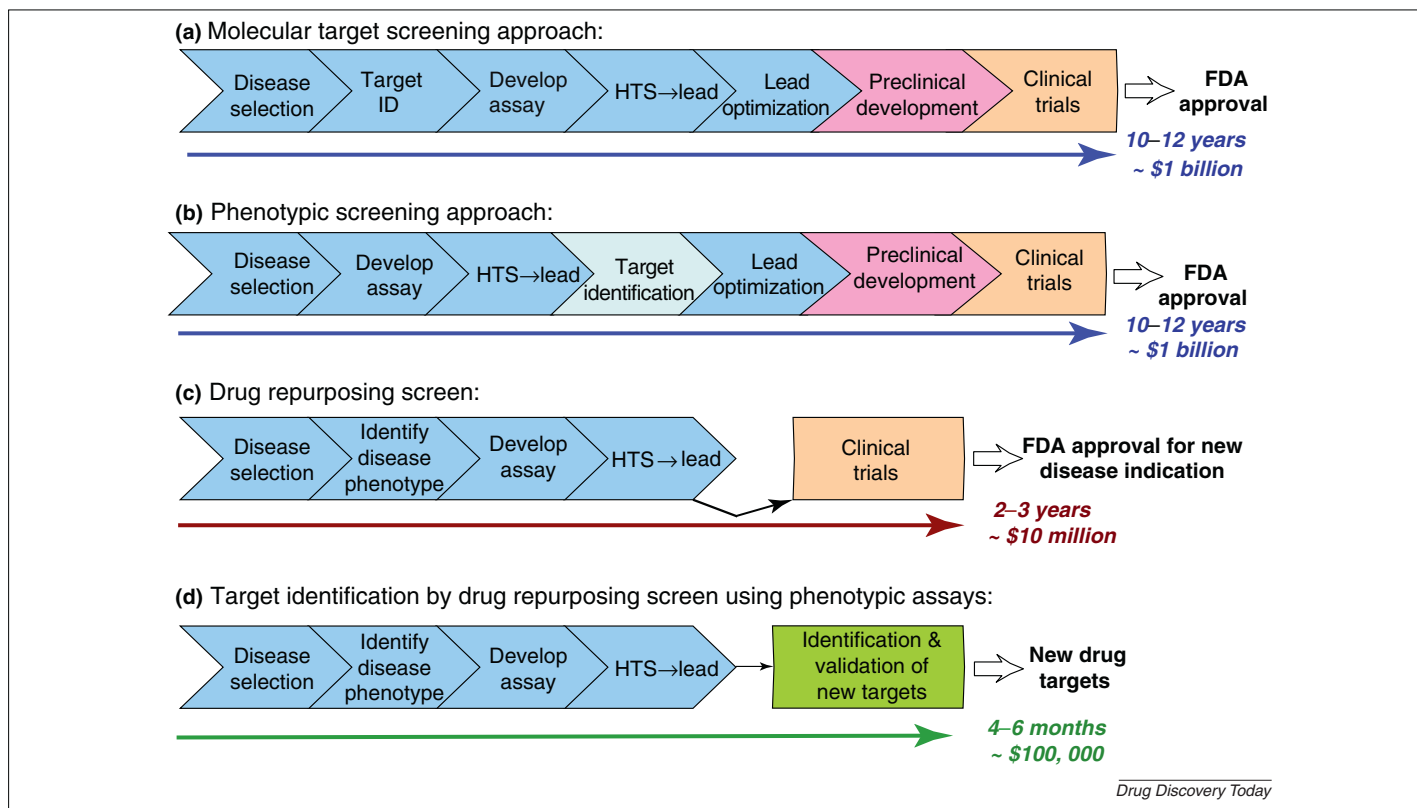 (a) Molecular target screening approach:
Disease
selection
Target
ID
Develop
assay
HTS→lead
Lead
optimization
Preclinical
development
Clinical
trials
FDA
approval
10–12 years
~ $1 billion
(b) Phenotypic screening approach:
Disease
selection
Develop
assay
HTS→lead
Target
identification
Lead
optimization
Preclinical
development
Clinical
trials
FDA
approval
10–12 years
~ $1 billion
(c) Drug repurposing screen:
Disease
selection
Identify
disease
phenotype
Develop
assay
HTS→lead
Clinical
trials
FDA approval for new
disease indication
2–3 years
~ $10 million
(d) Target identification by drug repurposing screen using phenotypic assays:
Disease
selection
Identify
disease
phenotype
Develop
assay
HTS→lead
Identification &
validation of
new targets
New drug
targets
4–6 months
~ $100, 000
Drug Discovery Today